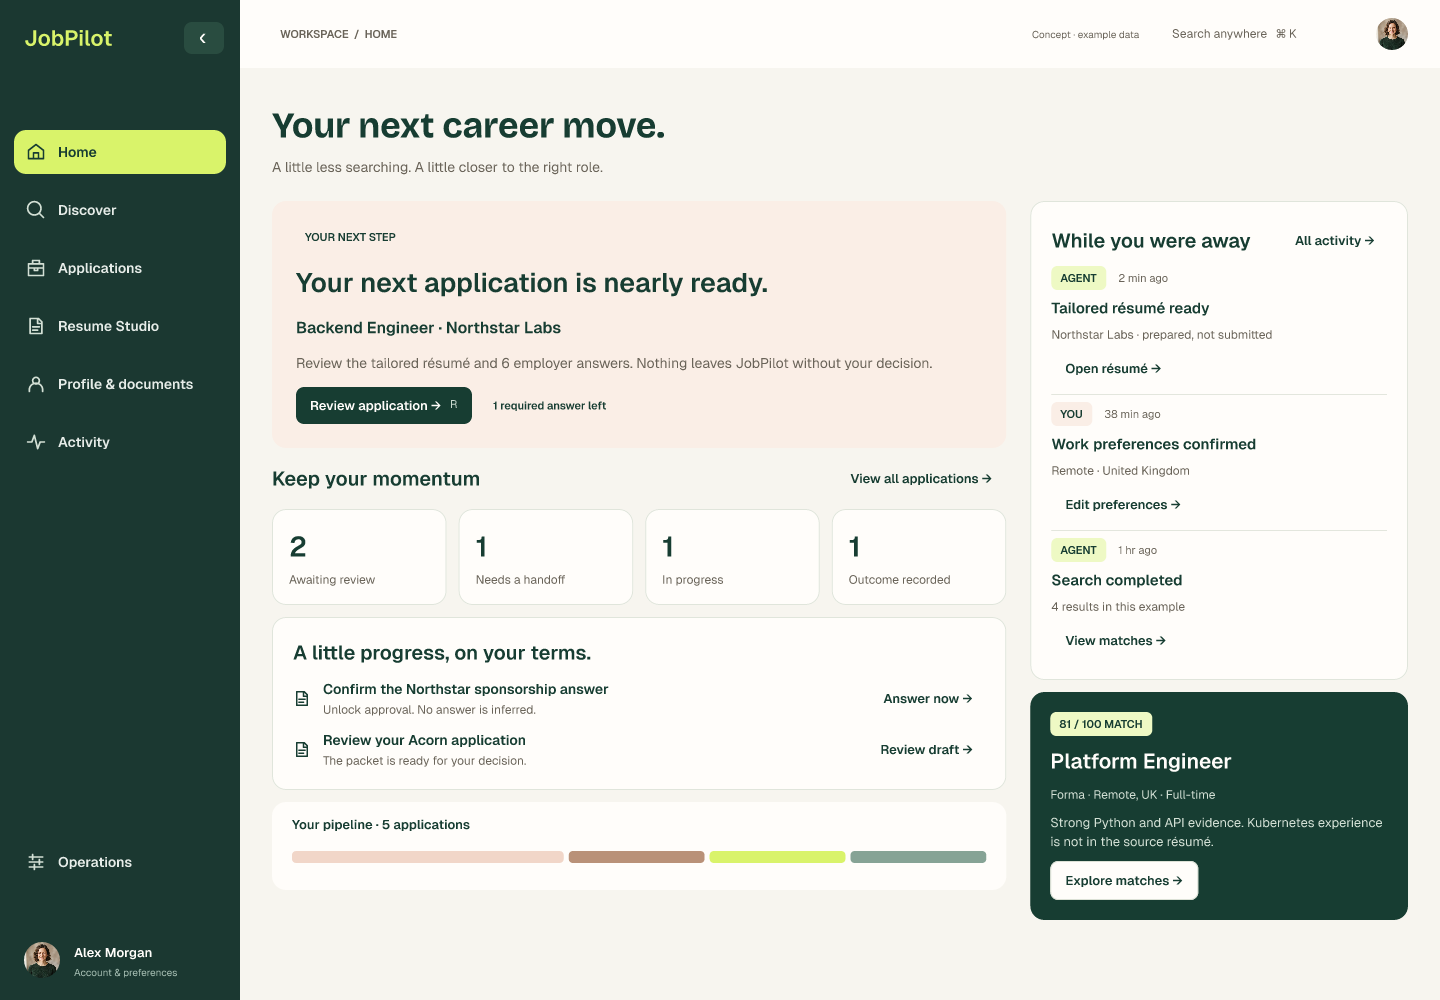 JobPilot
Home
Discover
Applications
Resume Studio
Profile & documents
Activity
Operations
Alex Morgan
Account & preferences
WORKSPACE / HOME
Concept · example data
Search anywhere ⌘ K
Your next career move.
A little less searching. A little closer to the right role.
YOUR NEXT STEP
Your next application is nearly ready.
Backend Engineer · Northstar Labs
Review the tailored résumé and 6 employer answers. Nothing leaves JobPilot without your decision.
Review application → R
1 required answer left
Keep your momentum
View all applications →
2
Awaiting review
1
Needs a handoff
1
In progress
1
Outcome recorded
A little progress, on your terms.
Confirm the Northstar sponsorship answer
Unlock approval. No answer is inferred.
Answer now →
Review your Acorn application
The packet is ready for your decision.
Review draft →
Your pipeline · 5 applications
While you were away
All activity →
AGENT 2 min ago
Tailored résumé ready
Northstar Labs · prepared, not submitted
Open résumé →
YOU 38 min ago
Work preferences confirmed
Remote · United Kingdom
Edit preferences →
AGENT 1 hr ago
Search completed
4 results in this example
View matches →
81 / 100 MATCH
Platform Engineer
Forma · Remote, UK · Full-time
Strong Python and API evidence. Kubernetes experience
is not in the source résumé.
Explore matches →